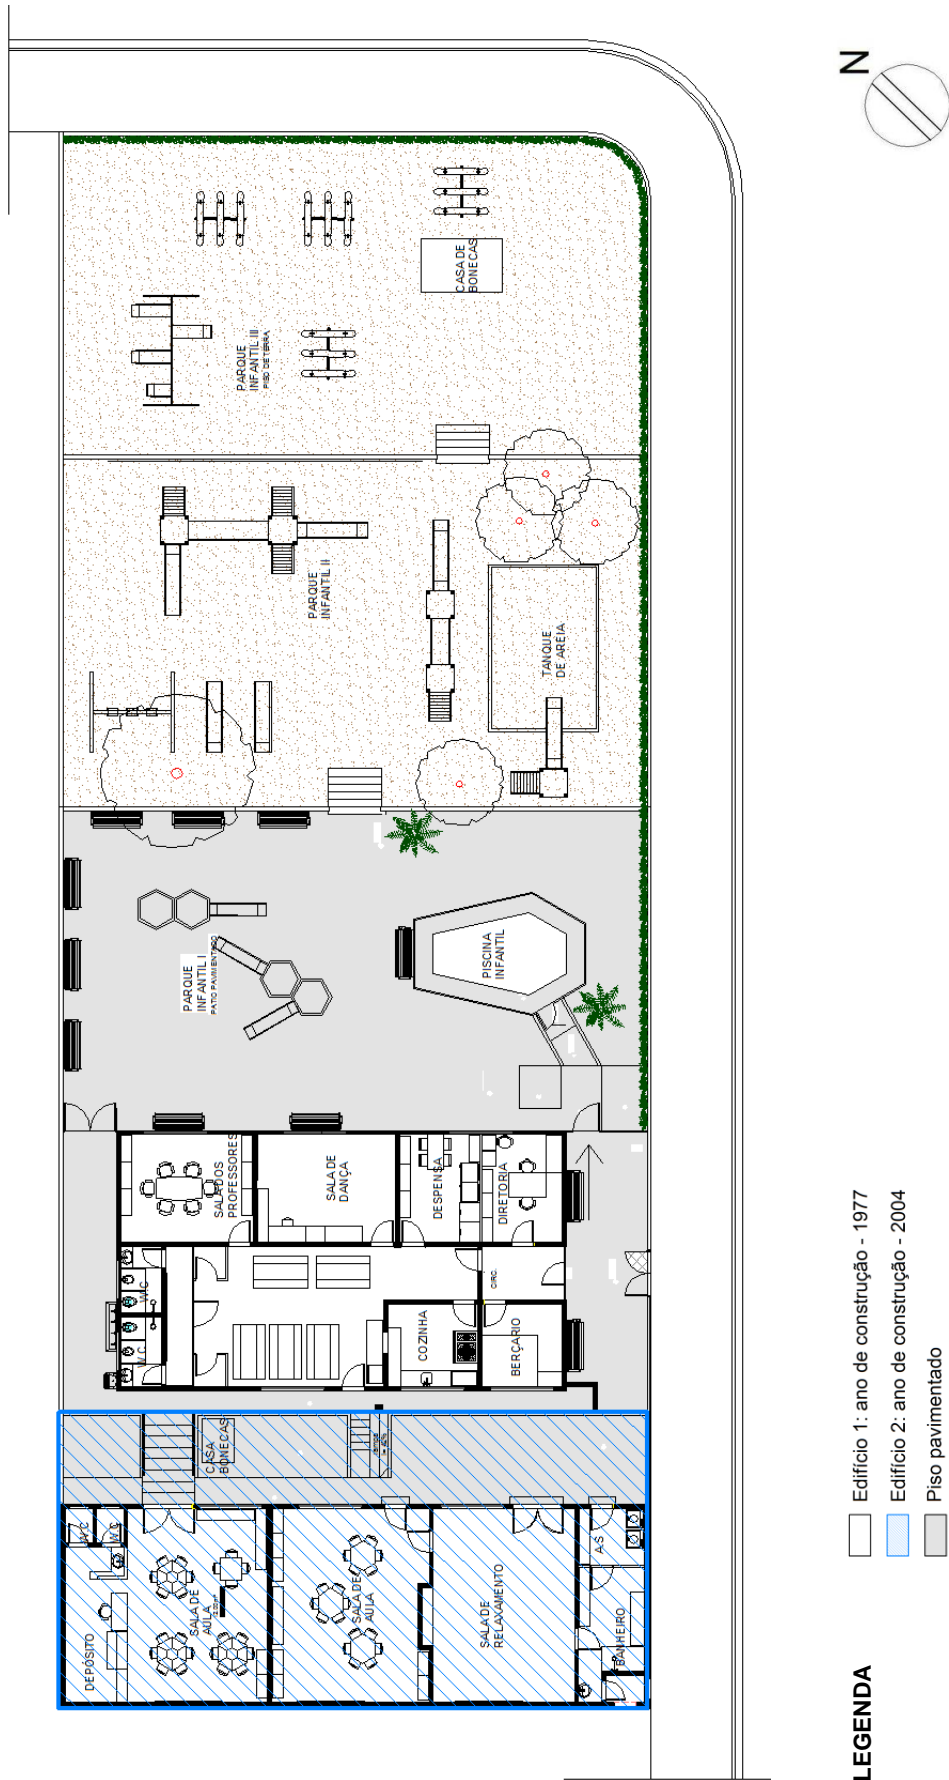 N
CASA DE
BONECAS
PARQUE
INFANTIL III
PISO DE TERRA
PARQUE
INFANTIL II
TANQUE
DE AREIA
PARQUE
INFANTIL I
PATIO PAVIMENTADO
PISCINA
INFANTIL
SALA DOS
PROFESSORES
SALA DE
DANÇA
DESPENSA
DIRETORIA
W.C
W.C
CIRC.
COZINHA
BERÇARIO
CASA
BONECAS
W.C
W.C
DEPÓSITO
SALA DE
AULA
SALA DE
AULA
SALA DE
RELAXAMENTO
A.S
BANHEIRO
LEGENDA
Edifício 1: ano de construção - 1977
Edifício 2: ano de construção - 2004
Piso pavimentado